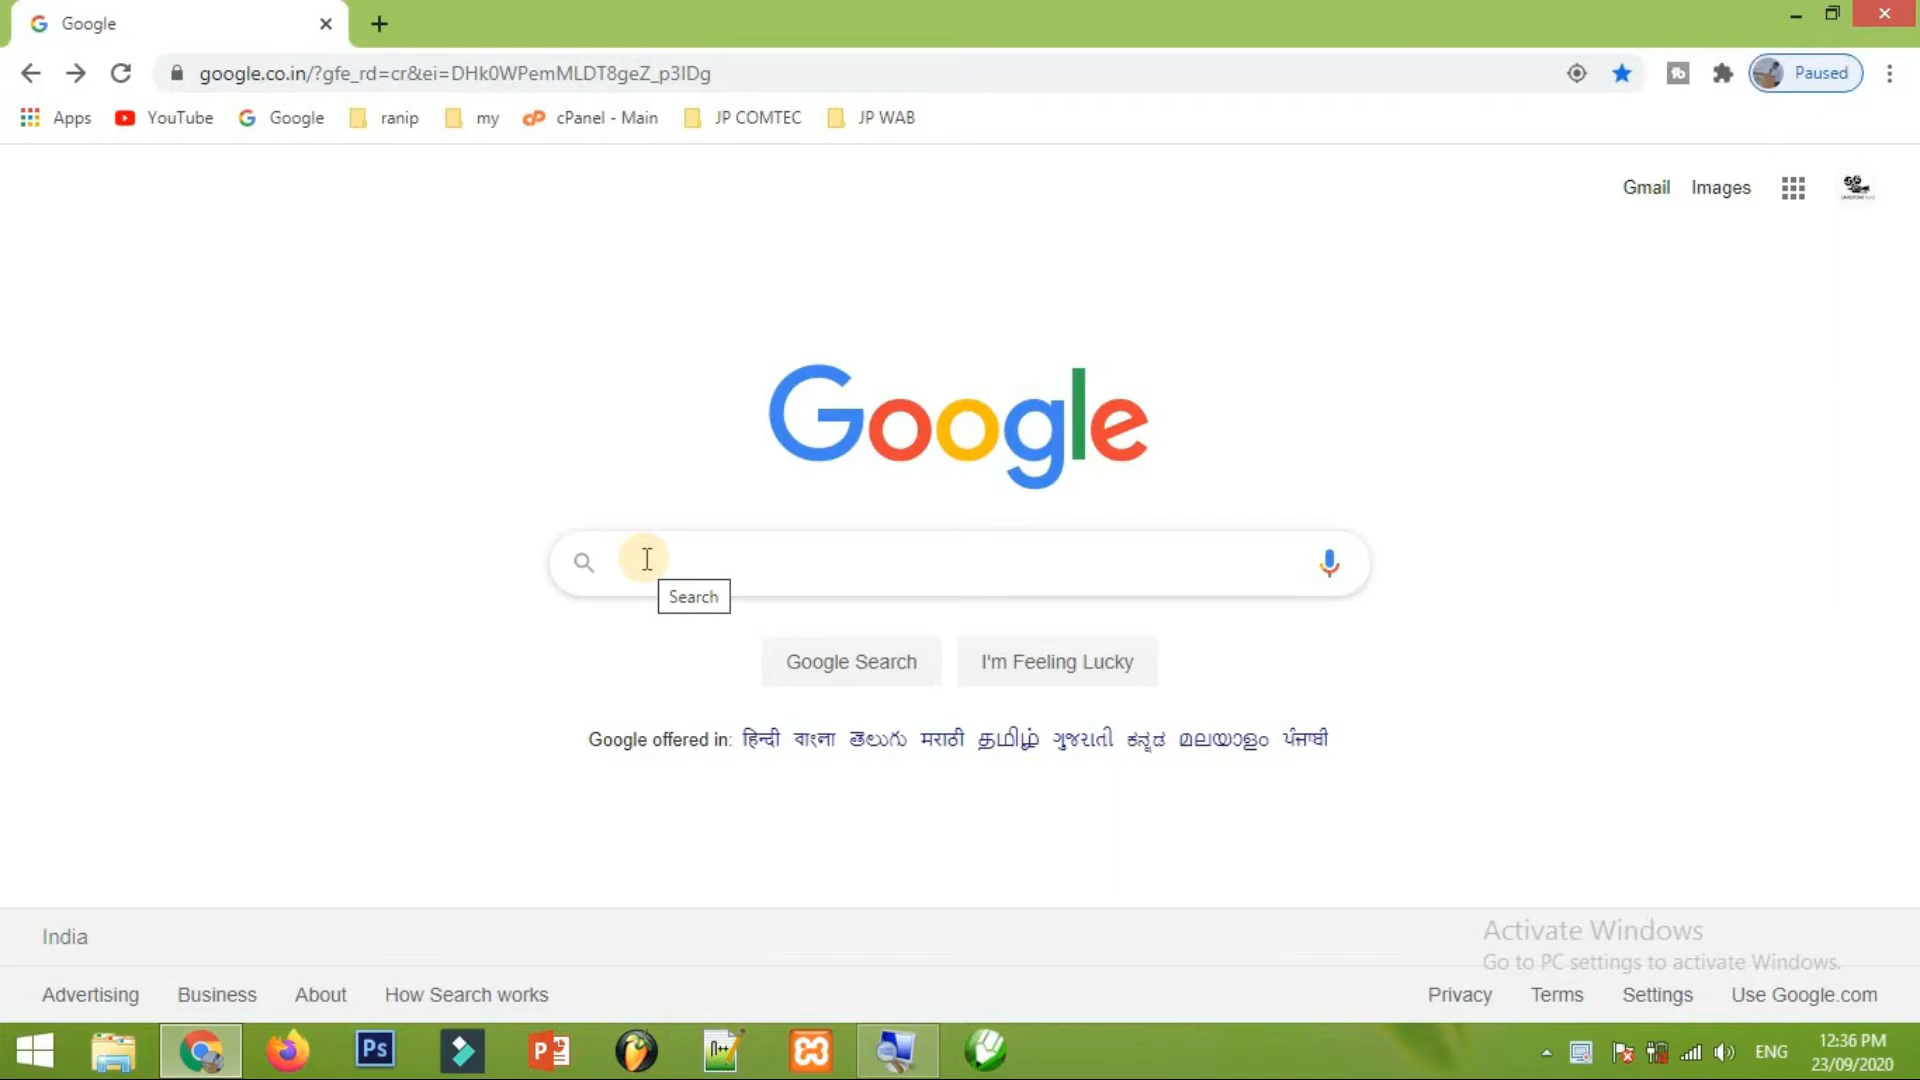 Google
google.co.in/?gfe_rd=cr&ei=DHk0WPemMLDT8geZ_p3IDg
Paused
Apps YouTube Google ranip my cPanel - Main JP COMTEC JP WAB
Gmail Images
Google
Search
Google Search I'm Feeling Lucky
Google offered in: हिन्दी বাংলা తెలుగు मराठी தமிழ் ગુજરાતી ಕನ್ನಡ മലയാളം ਪੰਜਾਬੀ
India
Activate Windows
Go to PC settings to activate Windows.
Advertising Business About How Search works Privacy Terms Settings Use Google.com
Ps
ENG
12:36 PM
23/09/2020